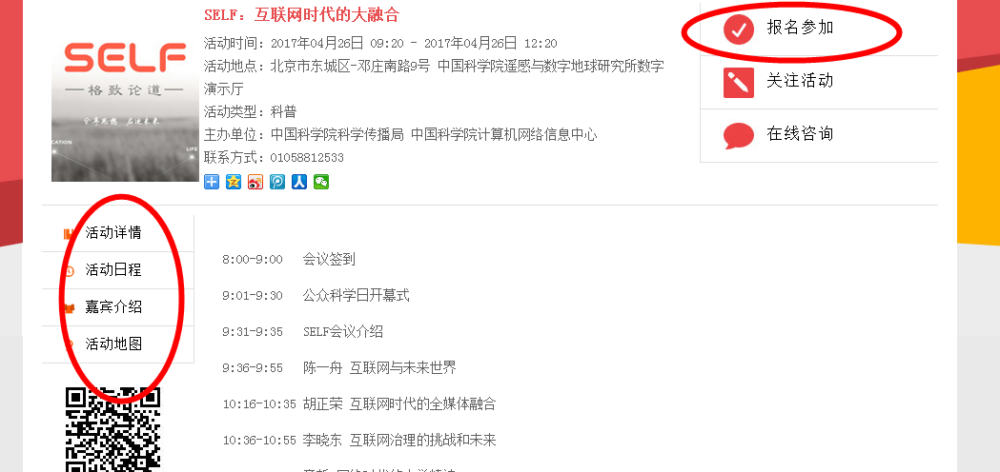 SELF：互联网时代的大融合
活动时间：2017年04月26日 09:20 - 2017年04月26日 12:20
活动地点：北京市东城区-邓庄南路9号 中国科学院遥感与数字地球研究所数字
演示厅
活动类型：科普
主办单位：中国科学院科学传播局 中国科学院计算机网络信息中心
联系方式：01058812533
SELF
格致论道
分享思想 启迪未来
CATION
LIFE
报名参加
关注活动
在线咨询
活动详情
活动日程
嘉宾介绍
活动地图
8:00-9:00 会议签到
9:01-9:30 公众科学日开幕式
9:31-9:35 SELF会议介绍
9:36-9:55 陈一舟 互联网与未来世界
10:16-10:35 胡正荣 互联网时代的全媒体融合
10:36-10:55 李晓东 互联网治理的挑战和未来